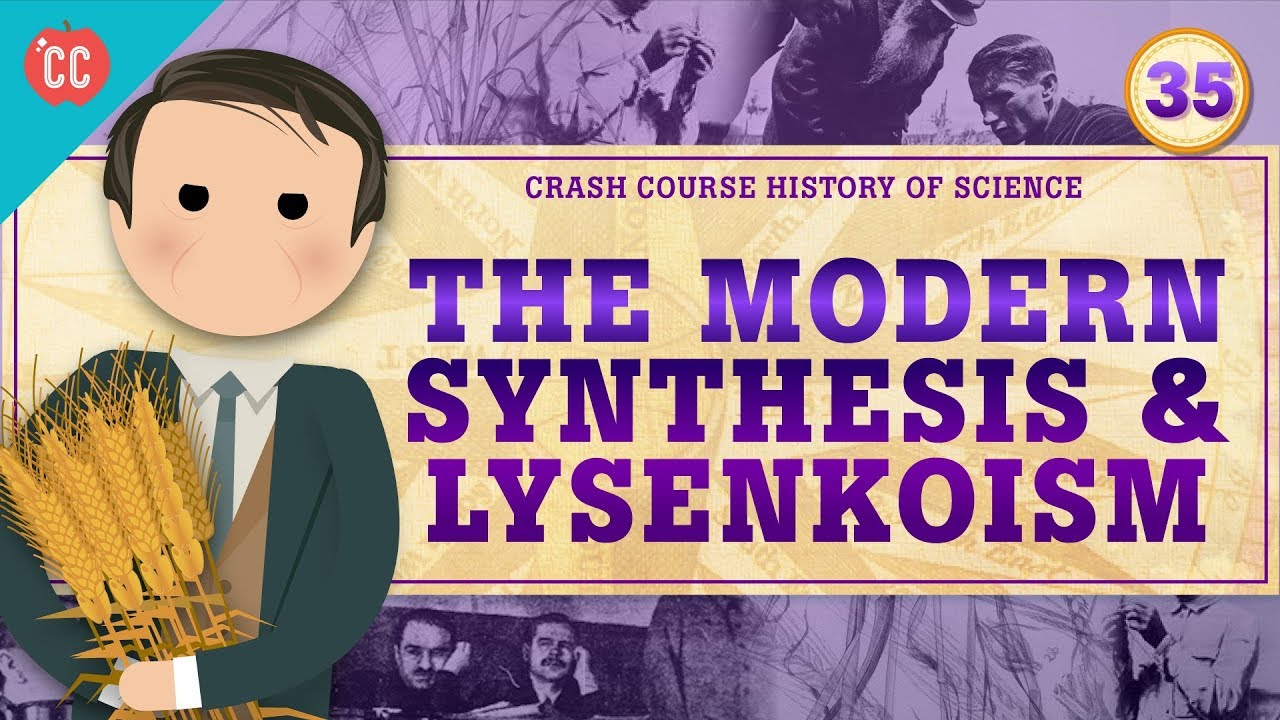 CC
35
CRASH COURSE HISTORY OF SCIENCE
THE MODERN
SYNTHESIS &
LYSENKOISM